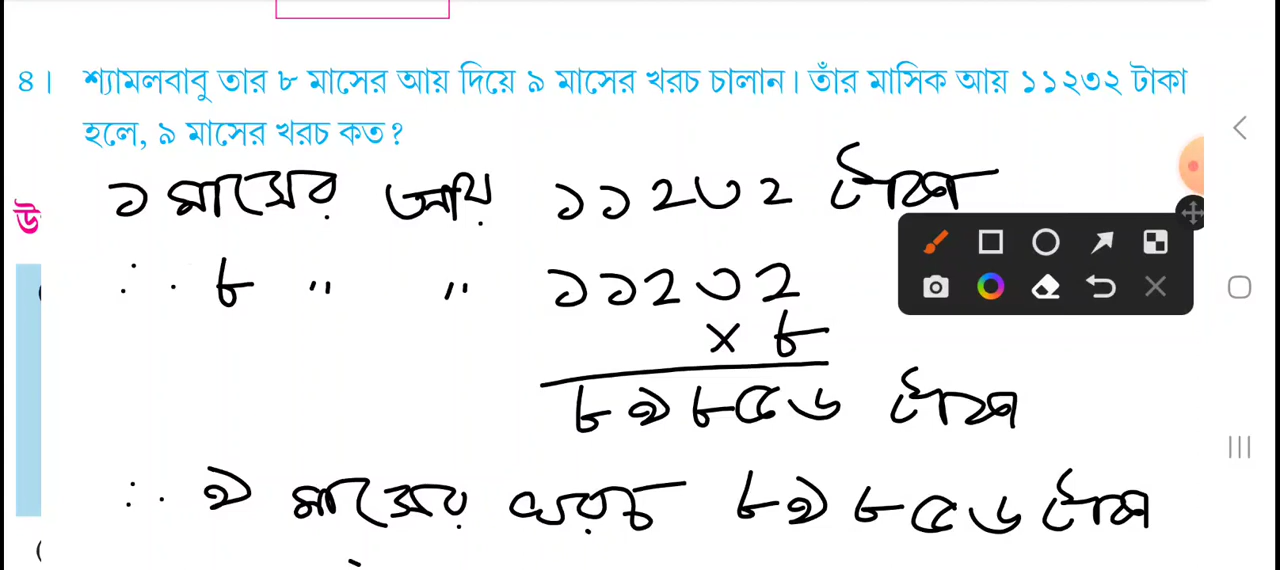 ৪। শ্যামলবাবু তার ৮ মাসের আয় দিয়ে ৯ মাসের খরচ চালান। তাঁর মাসিক আয় ১১২৩২ টাকা
হলে, ৯ মাসের খরচ কত?
১ মাসের আয় ১১২৩২ টাকা
উ
∴ ৮ " " ১১২৩২
× ৮
৮৯৮৫৬ টাকা
∴ ৯ মাসের খরচ ৮৯৮৫৬ টাকা
(